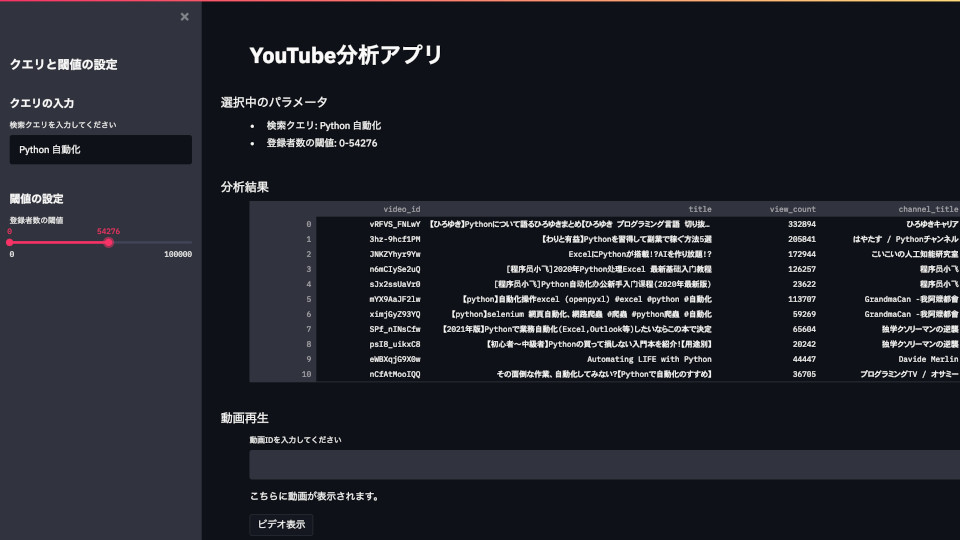 ×
クエリと閾値の設定
クエリの入力
検索クエリを入力してください
Python 自動化
閾値の設定
登録者数の閾値
0 54276
0 100000
YouTube分析アプリ
選択中のパラメータ
• 検索クエリ: Python 自動化
• 登録者数の閾値: 0-54276
分析結果
video_id title view_count channel_title
0 vRFVS_FNLwY 【ひろゆき】Pythonについて語るひろゆきまとめ【ひろゆき プログラミング言語 切り抜… 332894 ひろゆきキャリア
1 3hz-9hcf1PM 【わりと有益】Pythonを習得して副業で稼ぐ方法5選 205841 はやたす / Pythonチャンネル
2 JNKZYhyr9Yw ExcelにPythonが搭載!?AIを作り放題!? 172944 こいこいの人工知能研究室
3 n6mCIySe2uQ [程序员小飞]2020年Python处理Excel 最新基础入门教程 126257 程序员小飞
4 sJx2ssUaVr0 [程序员小飞]Python自动化办公新手入门课程(2020年最新版) 23622 程序员小飞
5 mYX9AaJF2lw 【python】自動化操作excel (openpyxl) #excel #python #自動化 113707 GrandmaCan -我阿嬤都會
6 ximjGyZ93YQ 【python】selenium 網頁自動化、網路爬蟲 #爬蟲 #python爬蟲 #自動化 59269 GrandmaCan -我阿嬤都會
7 SPf_nINsCfw 【2021年版】Pythonで業務自動化(Excel,Outlook等)したいならこの本で決定 65604 独学クソリーマンの逆襲
8 psI8_uikxC8 【初心者〜中級者】Pythonの買って損しない入門本を紹介!【用途別】 20242 独学クソリーマンの逆襲
9 eWBXqjG9X0w Automating LIFE with Python 44447 Davide Merlin
10 nCfAtMooIQQ その面倒な作業、自動化してみない?【Pythonで自動化のすすめ】 36705 プログラミングTV / オサミー
動画再生
動画IDを入力してください
こちらに動画が表示されます。
ビデオ表示